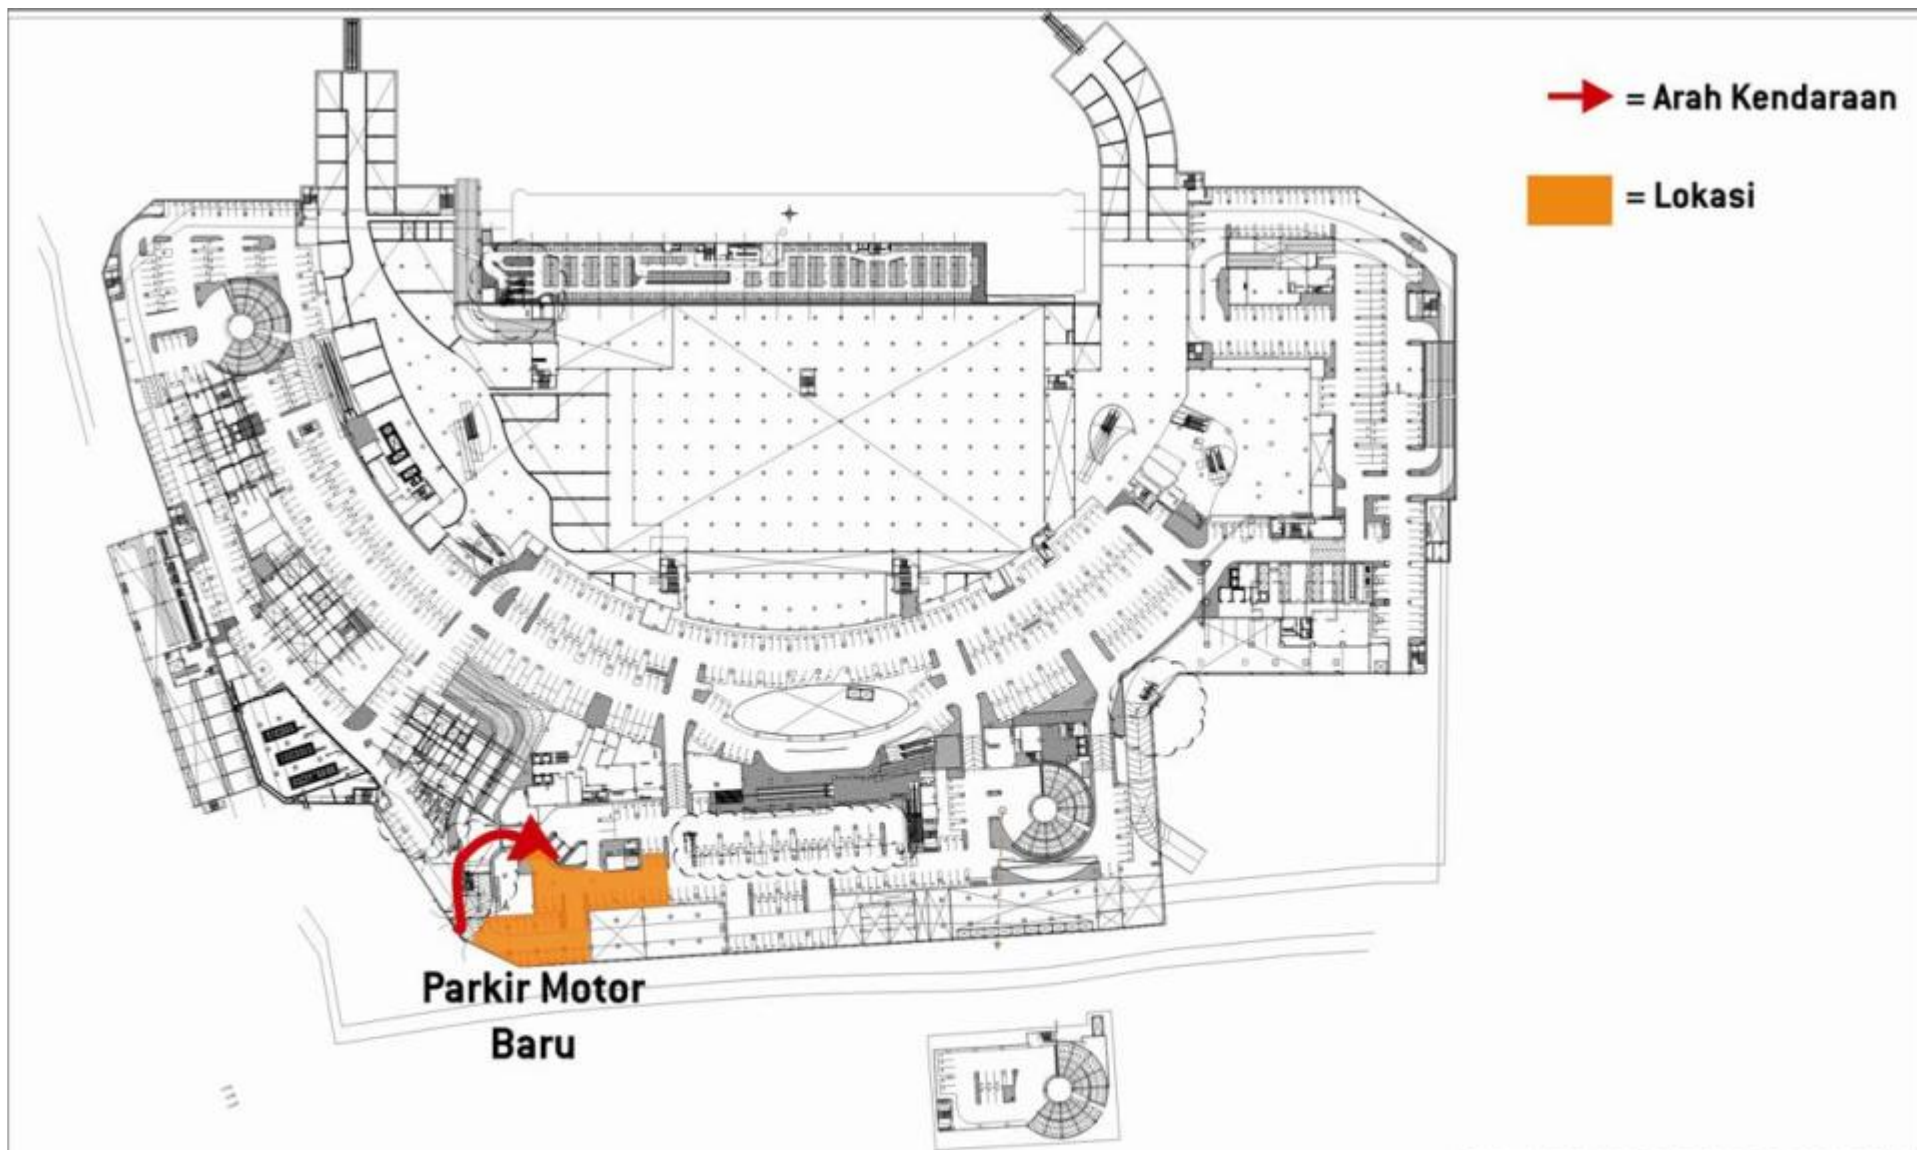 = Arah Kendaraan
= Lokasi
Parkir Motor
Baru